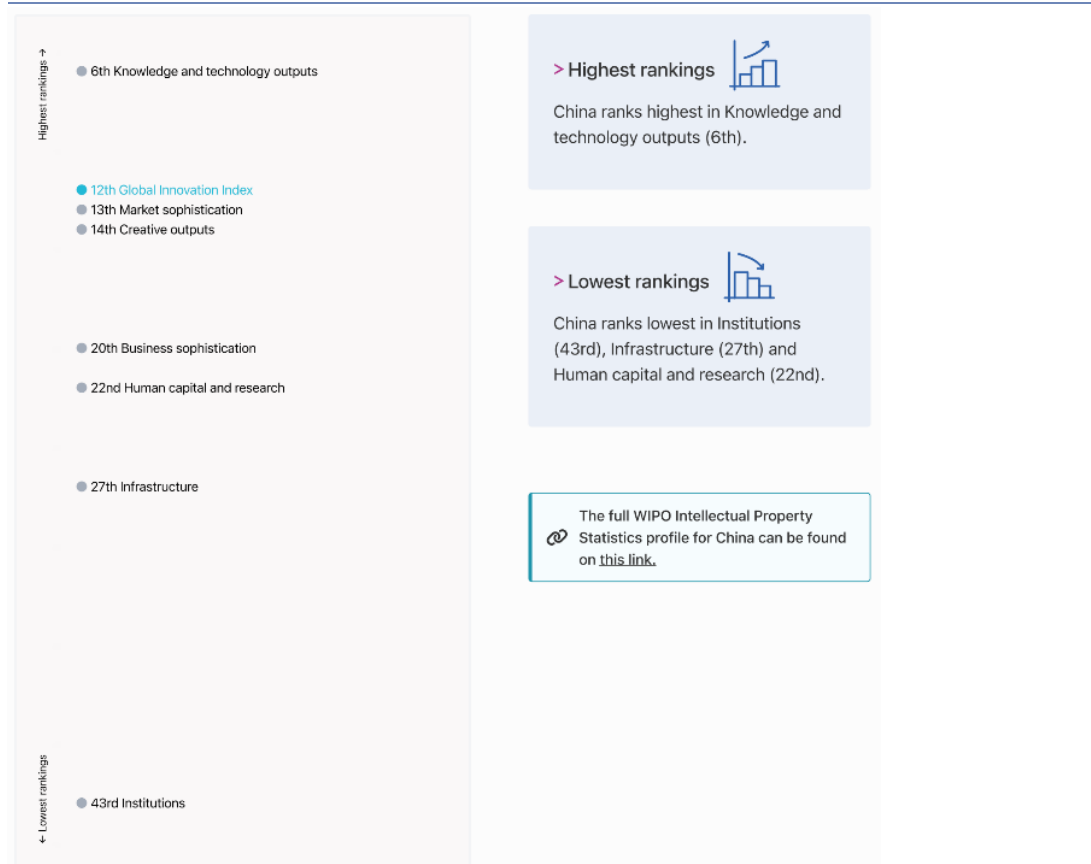 Highest rankings →
6th Knowledge and technology outputs
12th Global Innovation Index
13th Market sophistication
14th Creative outputs
20th Business sophistication
22nd Human capital and research
27th Infrastructure
43rd Institutions
← Lowest rankings
> Highest rankings
China ranks highest in Knowledge and
technology outputs (6th).
> Lowest rankings
China ranks lowest in Institutions
(43rd), Infrastructure (27th) and
Human capital and research (22nd).
The full WIPO Intellectual Property
Statistics profile for China can be found
on this link.